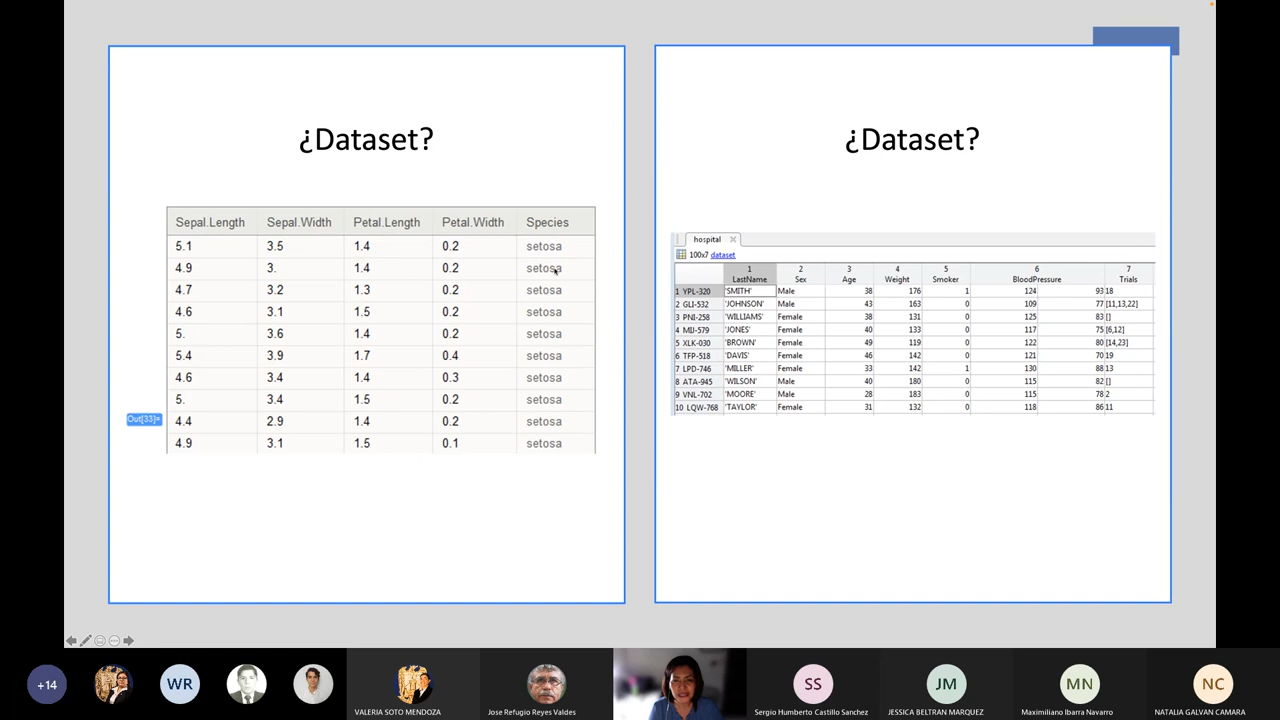 ¿Dataset?
Sepal.Length Sepal.Width Petal.Length Petal.Width Species
5.1 3.5 1.4 0.2 setosa
4.9 3. 1.4 0.2 setosa
4.7 3.2 1.3 0.2 setosa
4.6 3.1 1.5 0.2 setosa
5. 3.6 1.4 0.2 setosa
5.4 3.9 1.7 0.4 setosa
4.6 3.4 1.4 0.3 setosa
5. 3.4 1.5 0.2 setosa
Out[33]=
4.4 2.9 1.4 0.2 setosa
4.9 3.1 1.5 0.1 setosa
¿Dataset?
hospital
100x7 dataset
1 2 3 4 5 6 7
LastName Sex Age Weight Smoker BloodPressure Trials
1 YPL-320 'SMITH' Male 38 176 1 124 93 18
2 GLI-532 'JOHNSON' Male 43 163 0 109 77 [11,13,22]
3 PNI-258 'WILLIAMS' Female 38 131 0 125 83 []
4 MIJ-579 'JONES' Female 40 133 0 117 75 [6,12]
5 XLK-030 'BROWN' Female 49 119 0 122 80 [14,23]
6 TFP-518 'DAVIS' Female 46 142 0 121 70 19
7 LPD-746 'MILLER' Female 33 142 1 130 88 13
8 ATA-945 'WILSON' Male 40 180 0 115 82 []
9 VNL-702 'MOORE' Male 28 183 0 115 78 2
10 LQW-768 'TAYLOR' Female 31 132 0 118 86 11
+14
WR
VALERIA SOTO MENDOZA
Jose Refugio Reyes Valdes
SS
Sergio Humberto Castillo Sanchez
JM
JESSICA BELTRAN MARQUEZ
MN
Maximiliano Ibarra Navarro
NC
NATALIA GALVAN CAMARA